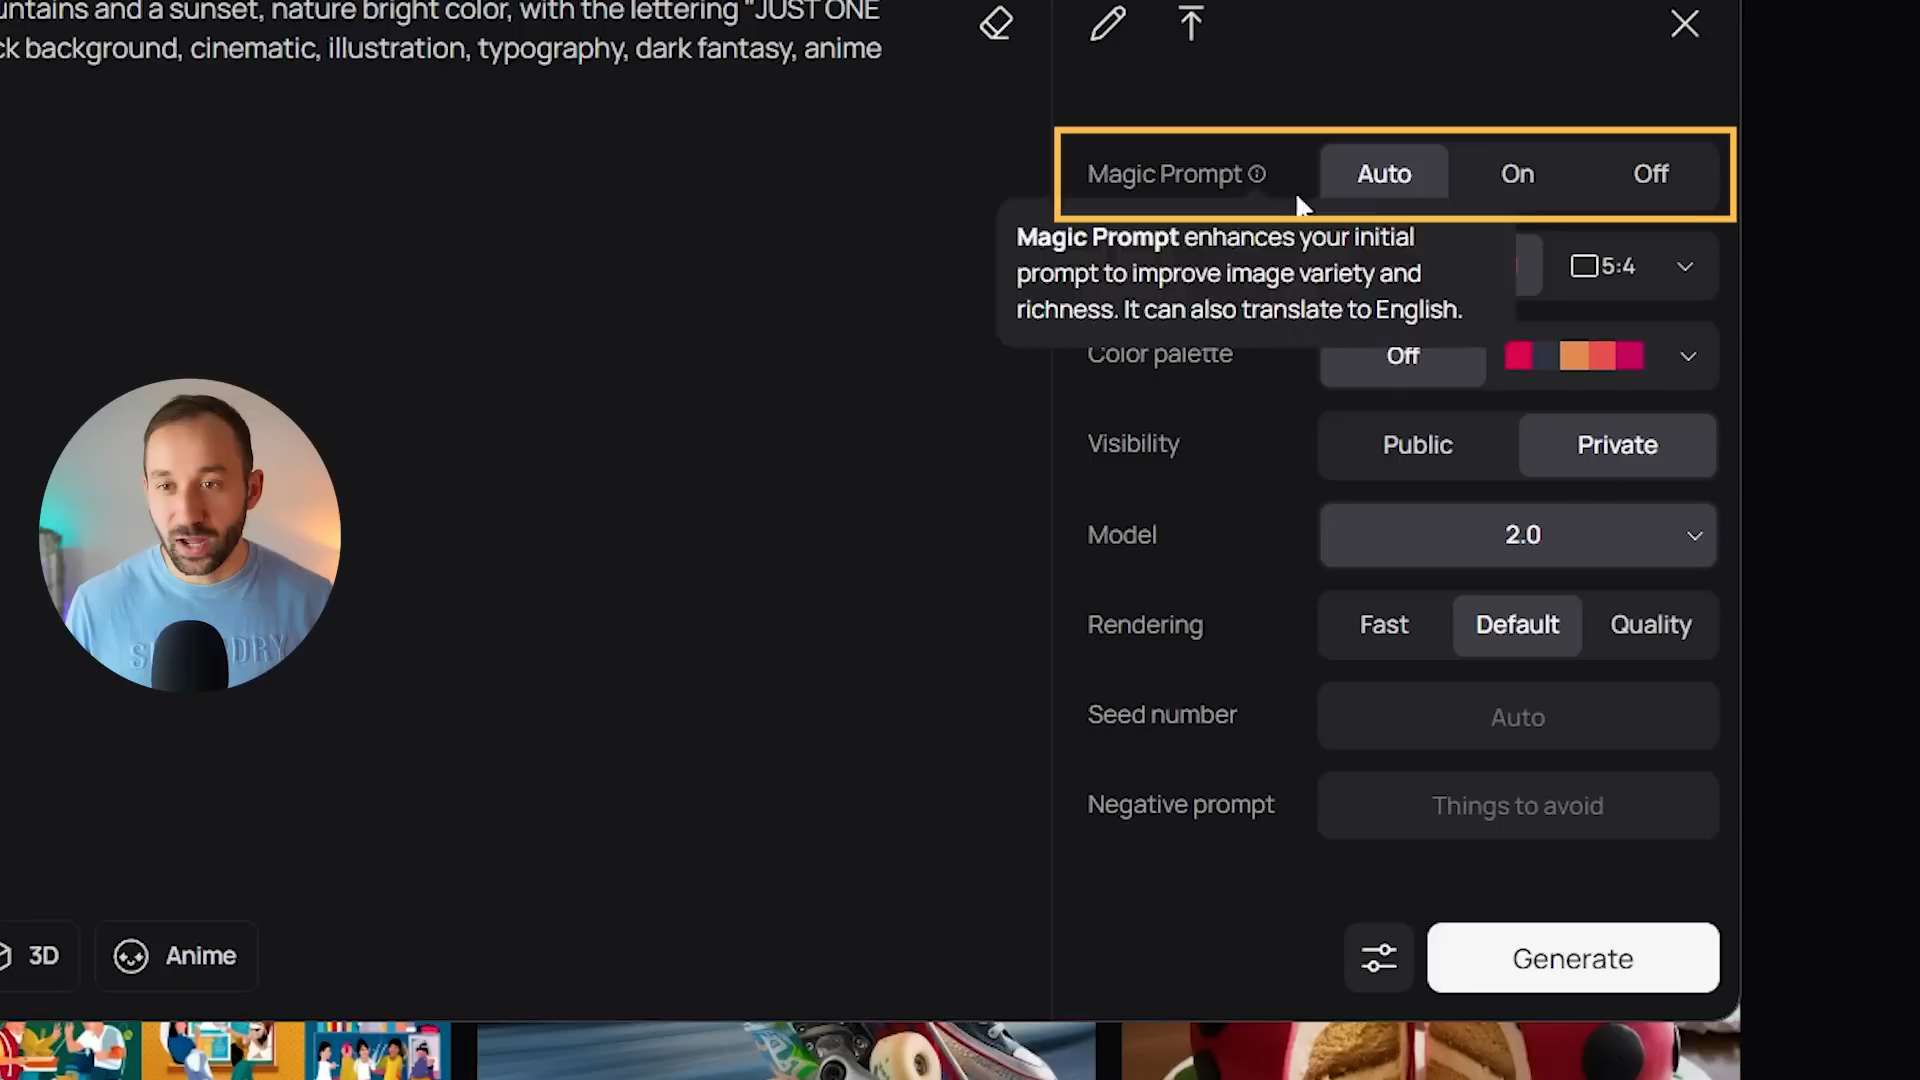 untains and a sunset, nature bright color, with the lettering "JUST ONE
ck background, cinematic, illustration, typography, dark fantasy, anime
Magic Prompt Auto On Off
Magic Prompt enhances your initial
prompt to improve image variety and
richness. It can also translate to English.
5:4
Color palette Off
Visibility Public Private
Model 2.0
Rendering Fast Default Quality
Seed number Auto
Negative prompt Things to avoid
3D Anime
Generate